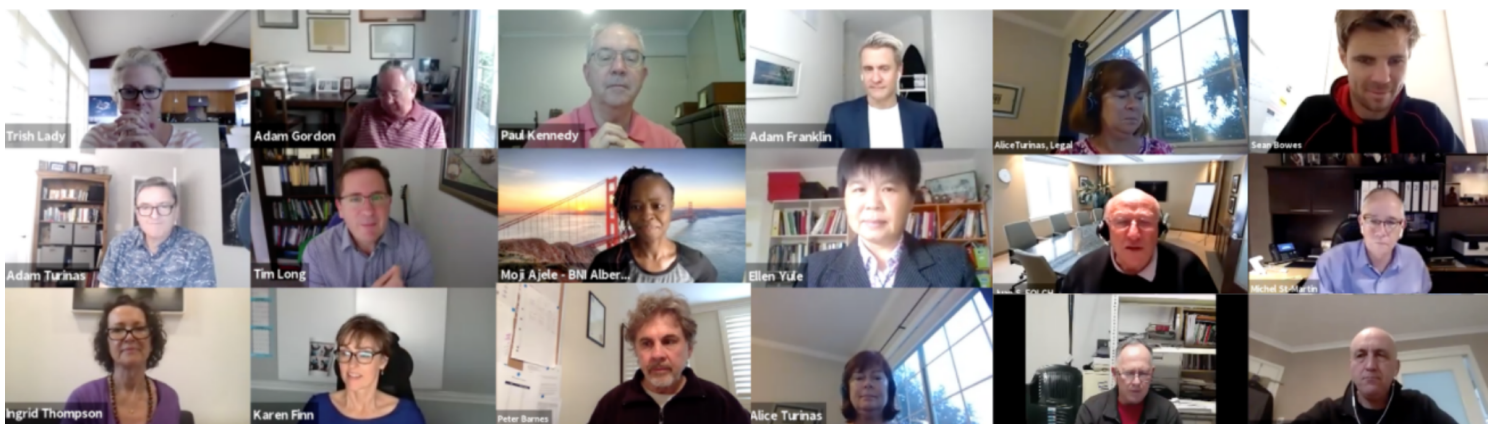 Trish Lady
Adam Gordon
Paul Kennedy
Adam Franklin
AliceTurinas, Legal
Sean Bowes
Adam Turinas
Tim Long
Moji Ajele - BNI Alber...
Ellen Yule
FOLCH
Michel St-Martin
Ingrid Thompson
Karen Finn
Peter Barnes
Alice Turinas